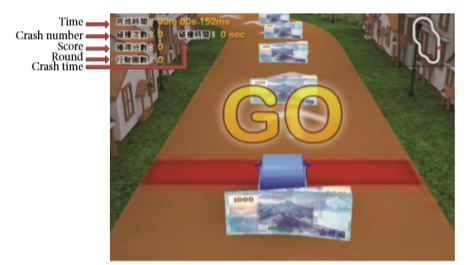 Time
Crash number
Score
Round
Crash time
完成時間: 00m 00s 152ms
碰撞次數: 0 碰撞時間: 0 sec
獲得分數: 0
行駛圈數: 0
GO
1000